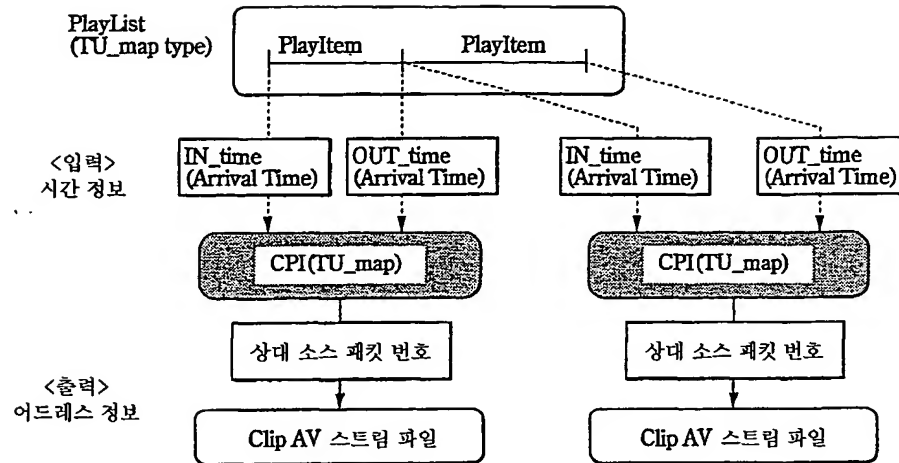 PlayList
(TU_map type)
PlayItem PlayItem
<입력>
시간 정보
IN_time
(Arrival Time)
OUT_time
(Arrival Time)
IN_time
(Arrival Time)
OUT_time
(Arrival Time)
CPI(TU_map) CPI(TU_map)
상대 소스 패킷 번호 상대 소스 패킷 번호
<출력>
어드레스 정보
Clip AV 스트림 파일 Clip AV 스트림 파일